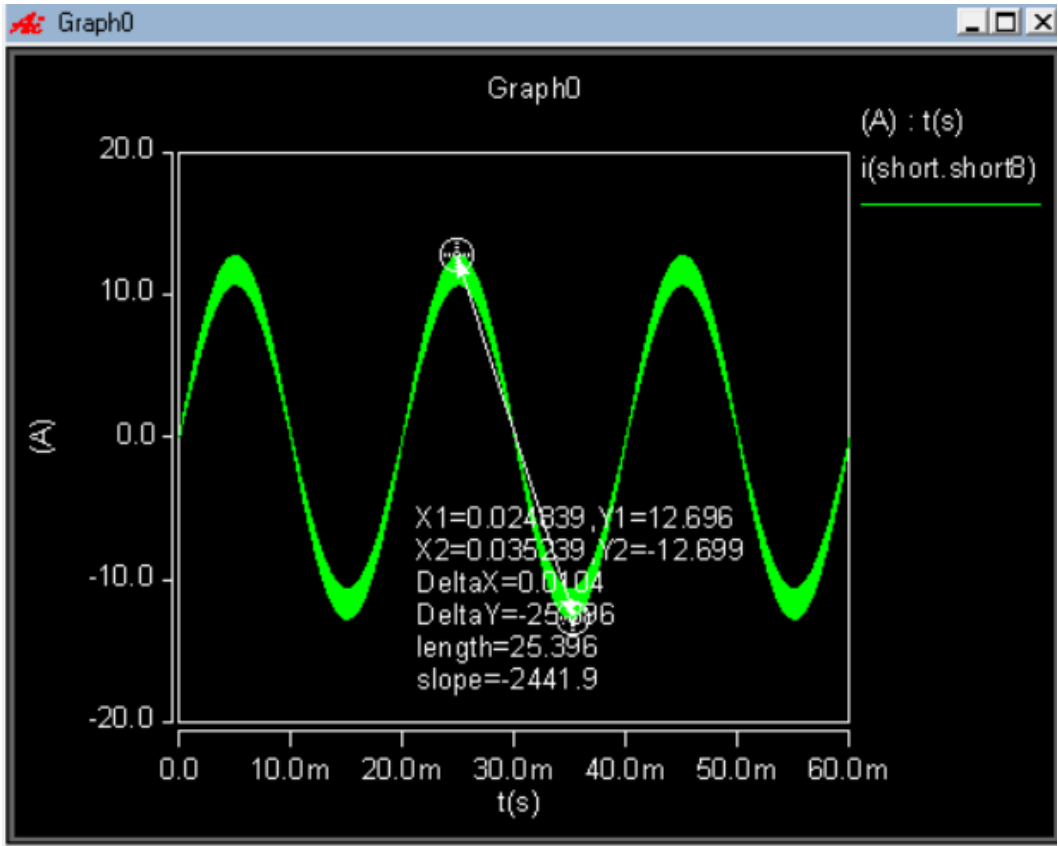 Graph0
Graph0
(A) : t(s)
i(short.short8)
20.0
10.0
0.0
-10.0
-20.0
(A)
X1=0.024839,Y1=12.696
X2=0.035239,Y2=-12.699
DeltaX=0.0104
DeltaY=-25.396
length=25.396
slope=-2441.9
0.0 10.0m 20.0m 30.0m 40.0m 50.0m 60.0m
t(s)